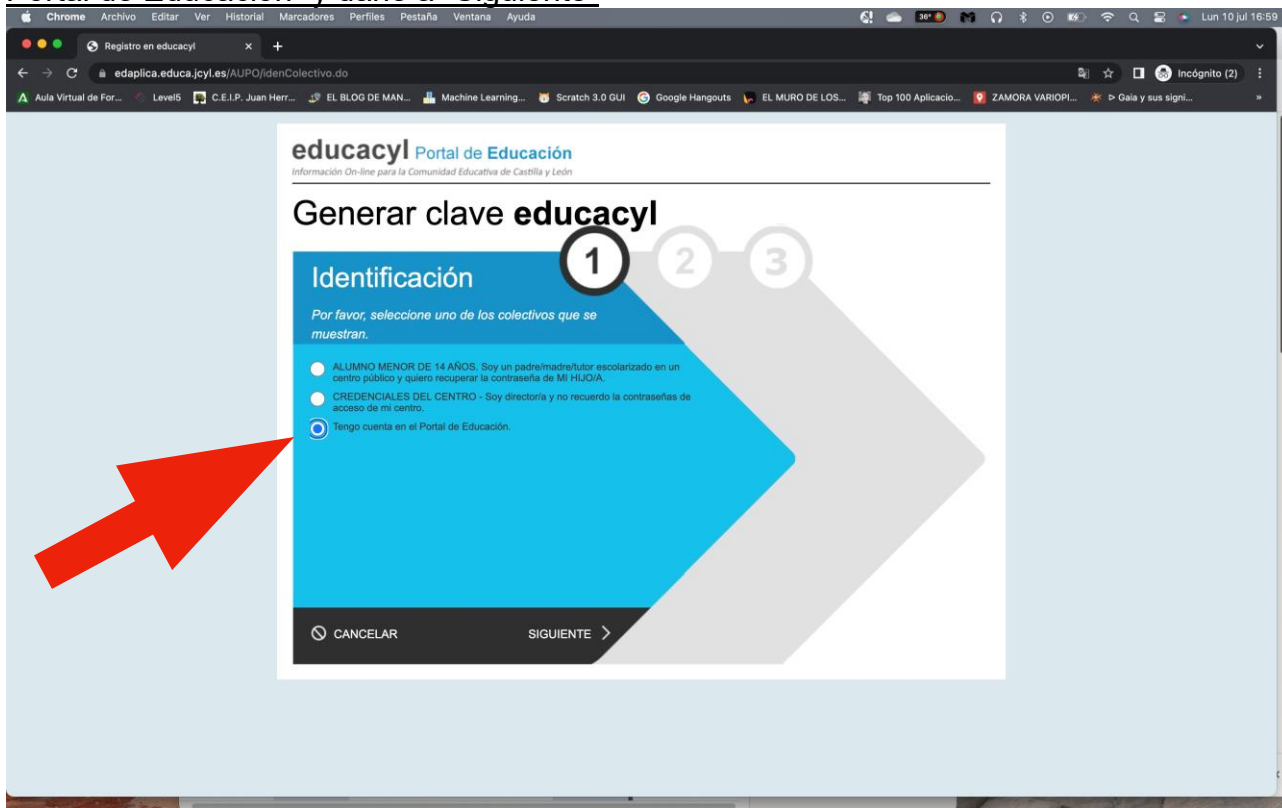 Portal de Educación" y darle a "Siguiente"
Chrome Archivo Editar Ver Historial Marcadores Perfiles Pestaña Ventana Ayuda 36° Lun 10 jul 16:59
Registro en educacyl × +
edaplica.educa.jcyl.es/AUPO/idenColectivo.do Incógnito (2)
Aula Virtual de For... Level5 C.E.I.P. Juan Herr... EL BLOG DE MAN... Machine Learning... Scratch 3.0 GUI Google Hangouts EL MURO DE LOS... Top 100 Aplicacio... ZAMORA VARIOPI... ▷ Gaia y sus signi... »
educacyl Portal de Educación
Información On-line para la Comunidad Educativa de Castilla y León
Generar clave educacyl
1 2 3
Identificación
Por favor, seleccione uno de los colectivos que se
muestran.
ALUMNO MENOR DE 14 AÑOS. Soy un padre/madre/tutor escolarizado en un
centro público y quiero recuperar la contraseña de MI HIJO/A.
CREDENCIALES DEL CENTRO - Soy director/a y no recuerdo la contraseñas de
acceso de mi centro.
Tengo cuenta en el Portal de Educación.
CANCELAR SIGUIENTE